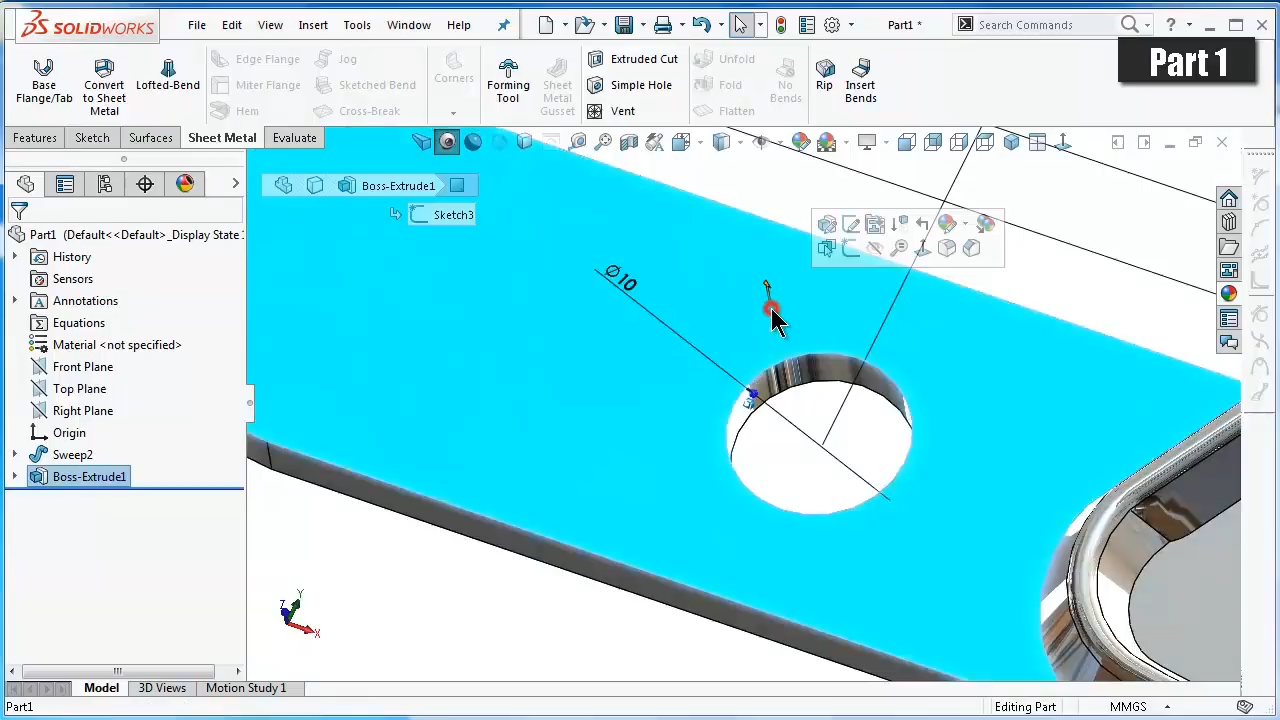 SOLIDWORKS
File Edit View Insert Tools Window Help
Part1 *
Search Commands
?
Part 1
Base Flange/Tab
Convert to Sheet Metal
Lofted-Bend
Edge Flange
Miter Flange
Hem
Jog
Sketched Bend
Cross-Break
Corners
Forming Tool
Sheet Metal Gusset
Extruded Cut
Simple Hole
Vent
Unfold
Fold
Flatten
No Bends
Rip
Insert Bends
Features Sketch Surfaces Sheet Metal Evaluate
Boss-Extrude1
Sketch3
Part1 (Default<<Default>_Display State
History
Sensors
Annotations
Equations
Material <not specified>
Front Plane
Top Plane
Right Plane
Origin
Sweep2
Boss-Extrude1
Ø10
Y
Z
X
Model 3D Views Motion Study 1
Part1
Editing Part
MMGS